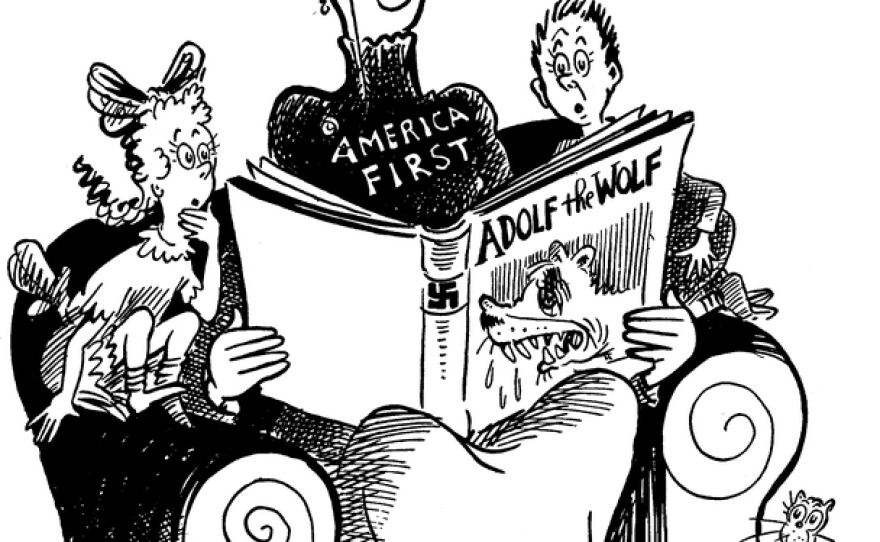 AMERICA
FIRST
ADOLF the WOLF